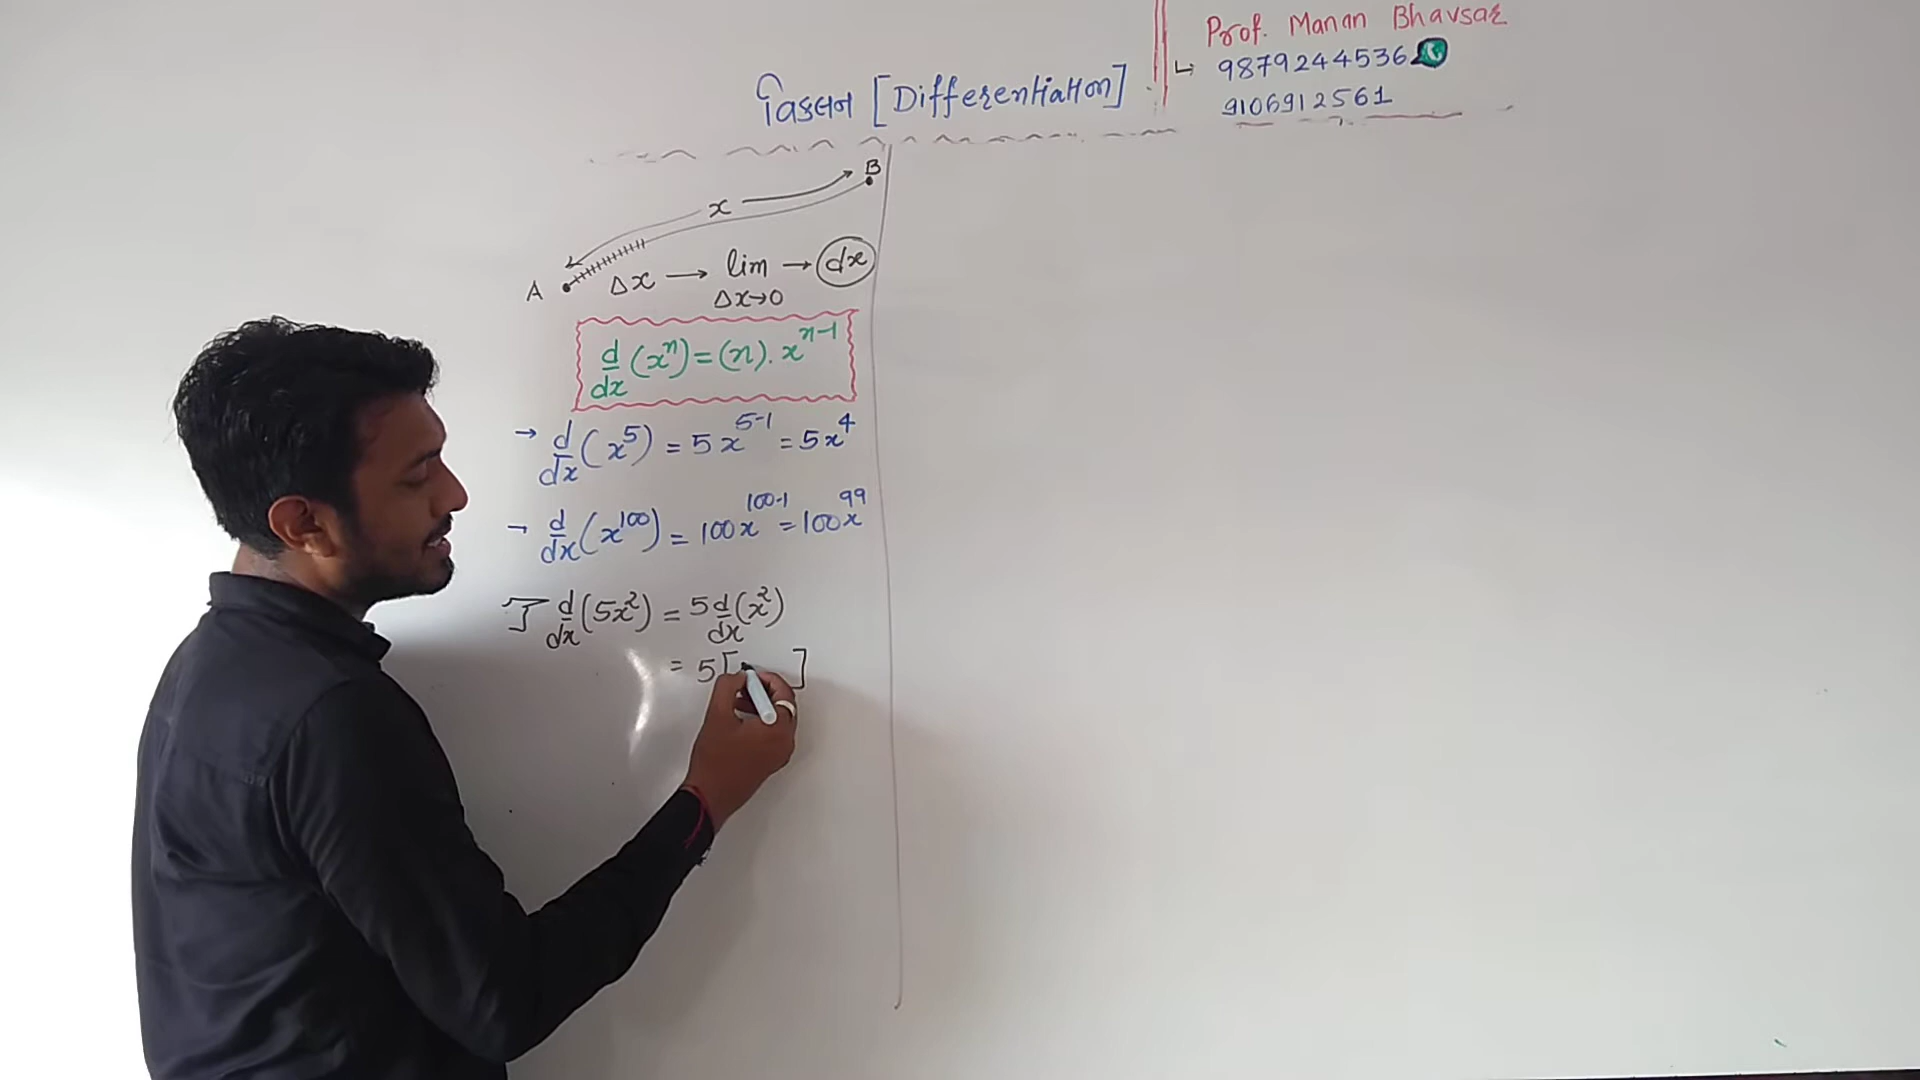 Prof. Manan Bhavsar
9879244536
9106912561
વિકલન [Differentiation]
B
x
A Δx → lim → dx
Δx→0
d/dx (xⁿ) = (n). xⁿ⁻¹
→ d/dx (x⁵) = 5x⁵⁻¹ = 5x⁴
→ d/dx (x¹⁰⁰) = 100x¹⁰⁰⁻¹ = 100x⁹⁹
d/dx (5x²) = 5 d/dx (x²)
= 5 [ ]